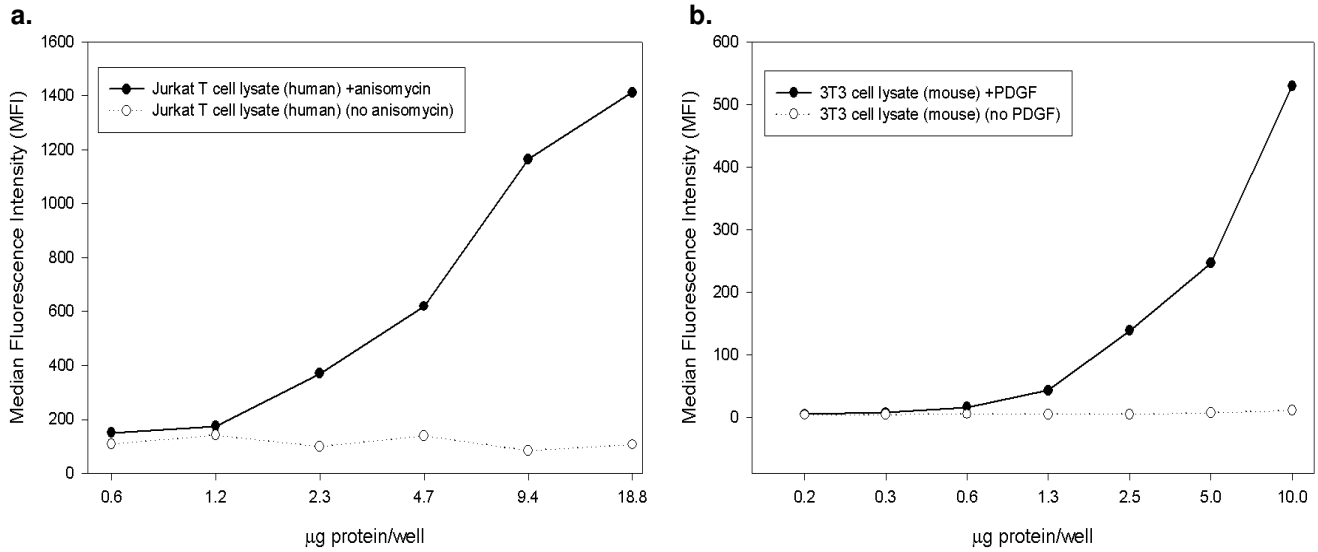 a.
1600
1400
1200
1000
800
600
400
200
0
Median Fluorescence Intensity (MFI)
Jurkat T cell lysate (human) +anisomycin
Jurkat T cell lysate (human) (no anisomycin)
0.6 1.2 2.3 4.7 9.4 18.8
µg protein/well
b.
600
500
400
300
200
100
0
Median Fluorescence Intensity (MFI)
3T3 cell lysate (mouse) +PDGF
3T3 cell lysate (mouse) (no PDGF)
0.2 0.3 0.6 1.3 2.5 5.0 10.0
µg protein/well